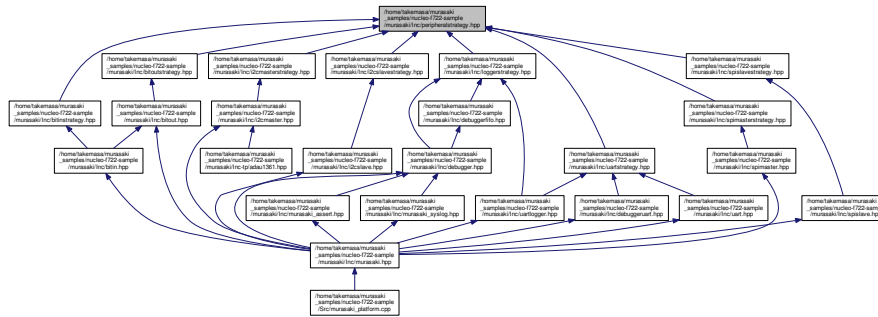 /home/takemasa/murasaki
_samples/nucleo-f722-sample
/murasaki/Inc/peripheralstrategy.hpp
/home/takemasa/murasaki
_samples/nucleo-f722-sample
/murasaki/Inc/bitoutstrategy.hpp
/home/takemasa/murasaki
_samples/nucleo-f722-sample
/murasaki/Inc/i2cmasterstrategy.hpp
/home/takemasa/murasaki
_samples/nucleo-f722-sample
/murasaki/Inc/i2cslavestrategy.hpp
/home/takemasa/murasaki
_samples/nucleo-f722-sample
/murasaki/Inc/loggerstrategy.hpp
/home/takemasa/murasaki
_samples/nucleo-f722-sample
/murasaki/Inc/spislavestrategy.hpp
/home/takemasa/murasaki
_samples/nucleo-f722-sample
/murasaki/Inc/bitinstrategy.hpp
/home/takemasa/murasaki
_samples/nucleo-f722-sample
/murasaki/Inc/bitout.hpp
/home/takemasa/murasaki
_samples/nucleo-f722-sample
/murasaki/Inc/i2cmaster.hpp
/home/takemasa/murasaki
_samples/nucleo-f722-sample
/murasaki/Inc/debuggerfifo.hpp
/home/takemasa/murasaki
_samples/nucleo-f722-sample
/murasaki/Inc/spimasterstrategy.hpp
/home/takemasa/murasaki
_samples/nucleo-f722-sample
/murasaki/Inc/bitin.hpp
/home/takemasa/murasaki
_samples/nucleo-f722-sample
/murasaki/Inc-tp/adau1361.hpp
/home/takemasa/murasaki
_samples/nucleo-f722-sample
/murasaki/Inc/i2cslave.hpp
/home/takemasa/murasaki
_samples/nucleo-f722-sample
/murasaki/Inc/debugger.hpp
/home/takemasa/murasaki
_samples/nucleo-f722-sample
/murasaki/Inc/uartstrategy.hpp
/home/takemasa/murasaki
_samples/nucleo-f722-sample
/murasaki/Inc/spimaster.hpp
/home/takemasa/murasaki
_samples/nucleo-f722-sample
/murasaki/Inc/murasaki_assert.hpp
/home/takemasa/murasaki
_samples/nucleo-f722-sample
/murasaki/Inc/murasaki_syslog.hpp
/home/takemasa/murasaki
_samples/nucleo-f722-sample
/murasaki/Inc/uartlogger.hpp
/home/takemasa/murasaki
_samples/nucleo-f722-sample
/murasaki/Inc/debuggeruart.hpp
/home/takemasa/murasaki
_samples/nucleo-f722-sample
/murasaki/Inc/uart.hpp
/home/takemasa/murasaki
_samples/nucleo-f722-sample
/murasaki/Inc/spislave.hpp
/home/takemasa/murasaki
_samples/nucleo-f722-sample
/murasaki/Inc/murasaki.hpp
/home/takemasa/murasaki
_samples/nucleo-f722-sample
/Src/murasaki_platform.cpp